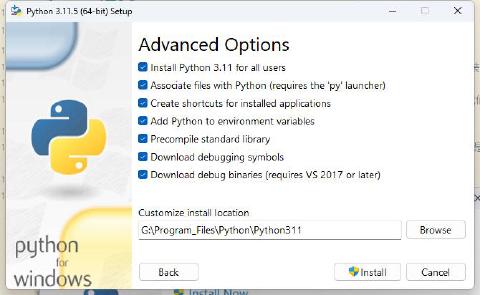 Python 3.11.5 (64-bit) Setup
Advanced Options
Install Python 3.11 for all users
Associate files with Python (requires the 'py' launcher)
Create shortcuts for installed applications
Add Python to environment variables
Precompile standard library
Download debugging symbols
Download debug binaries (requires VS 2017 or later)
Customize install location
G:\Program_Files\Python\Python311
Browse
python
for
windows
Back
Install
Cancel
Install Now